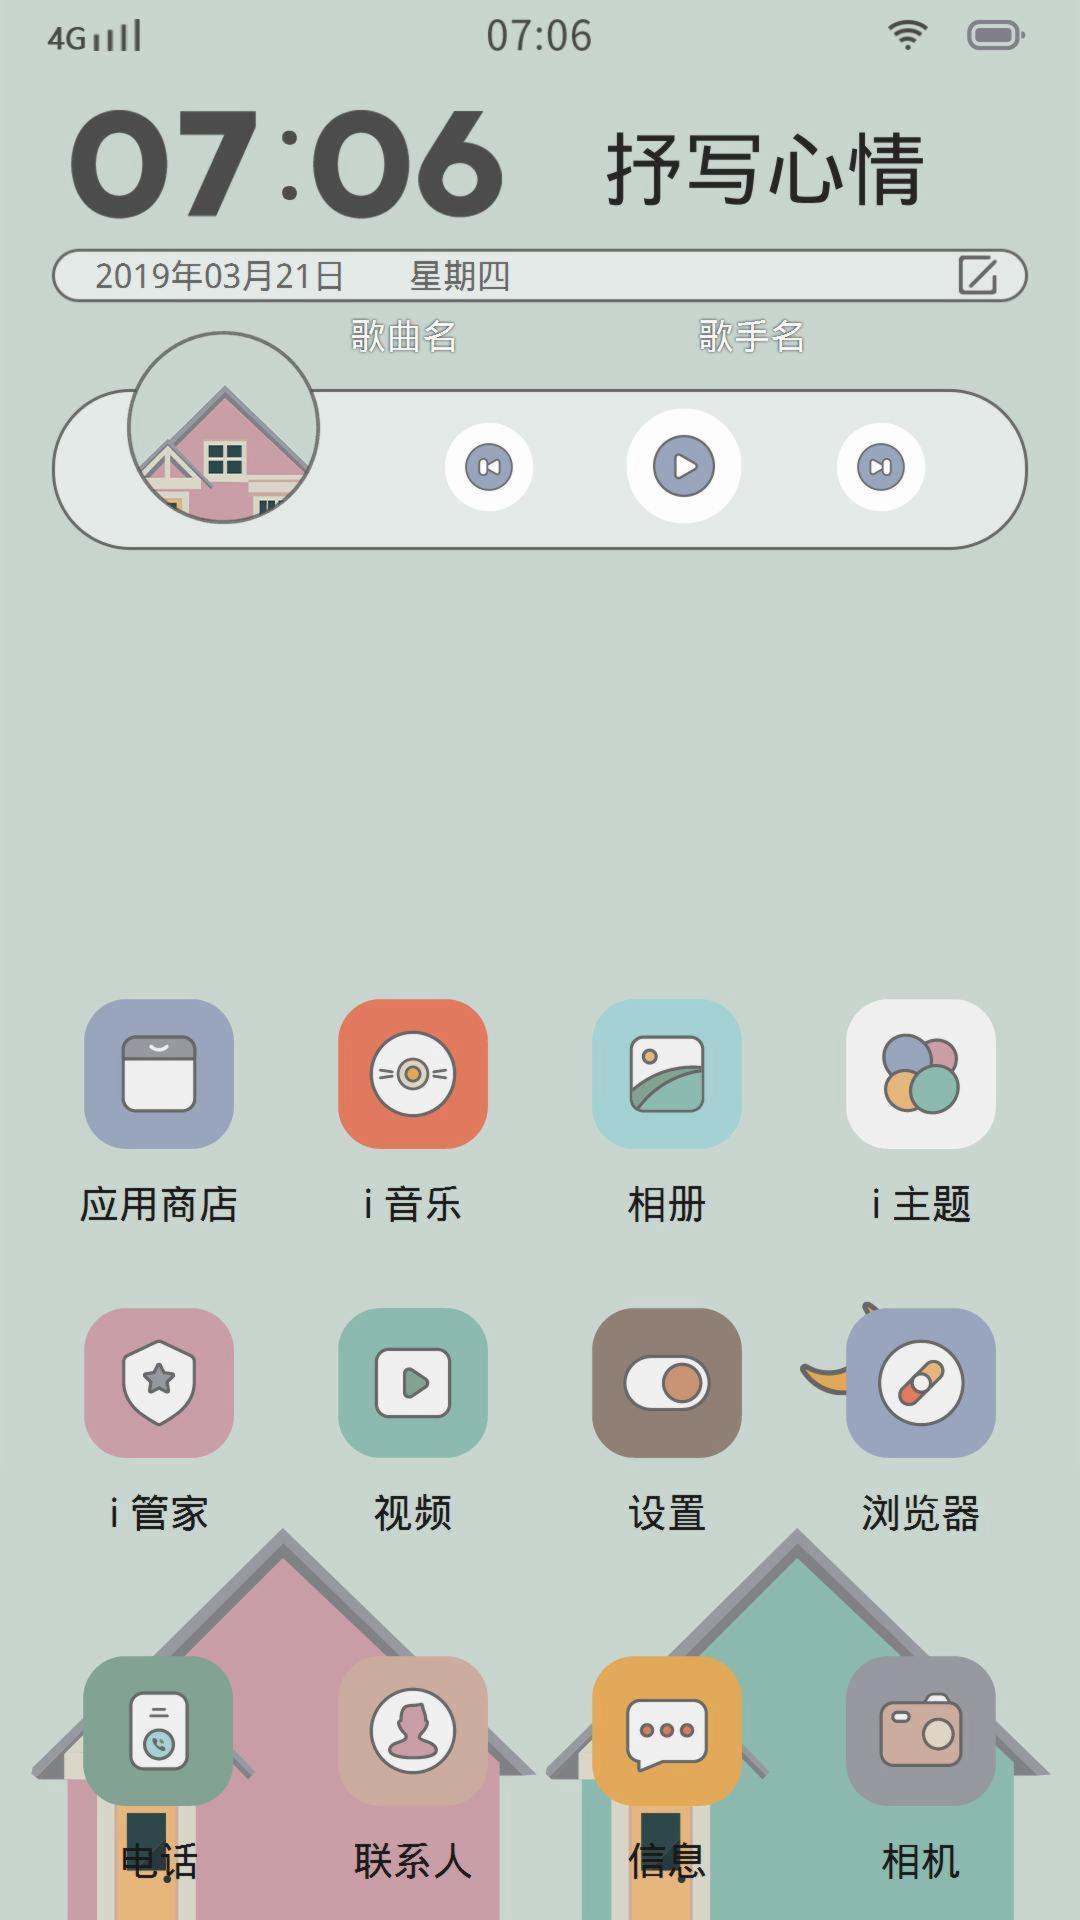 4G 07:06
07:06 抒写心情
2019年03月21日 星期四
歌曲名 歌手名
应用商店 i 音乐 相册 i 主题
i 管家 视频 设置 浏览器
电话 联系人 信息 相机